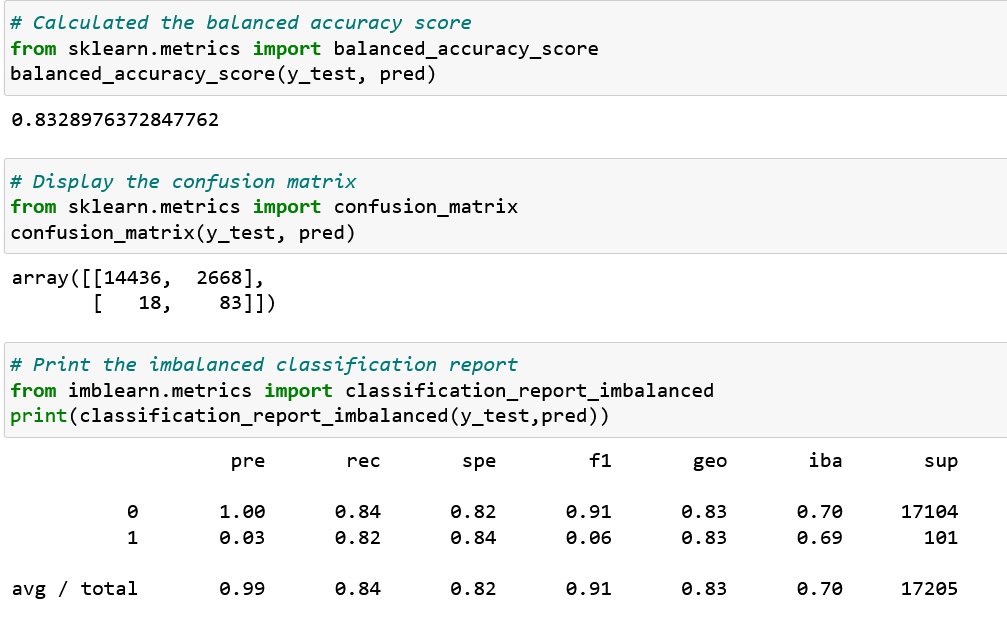 # Calculated the balanced accuracy score
from sklearn.metrics import balanced_accuracy_score
balanced_accuracy_score(y_test, pred)
0.8328976372847762
# Display the confusion matrix
from sklearn.metrics import confusion_matrix
confusion_matrix(y_test, pred)
array([[14436,  2668],
       [   18,    83]])
# Print the imbalanced classification report
from imblearn.metrics import classification_report_imbalanced
print(classification_report_imbalanced(y_test,pred))
                   pre       rec       spe        f1       geo       iba       sup
          0       1.00      0.84      0.82      0.91      0.83      0.70     17104
          1       0.03      0.82      0.84      0.06      0.83      0.69       101
avg / total       0.99      0.84      0.82      0.91      0.83      0.70     17205